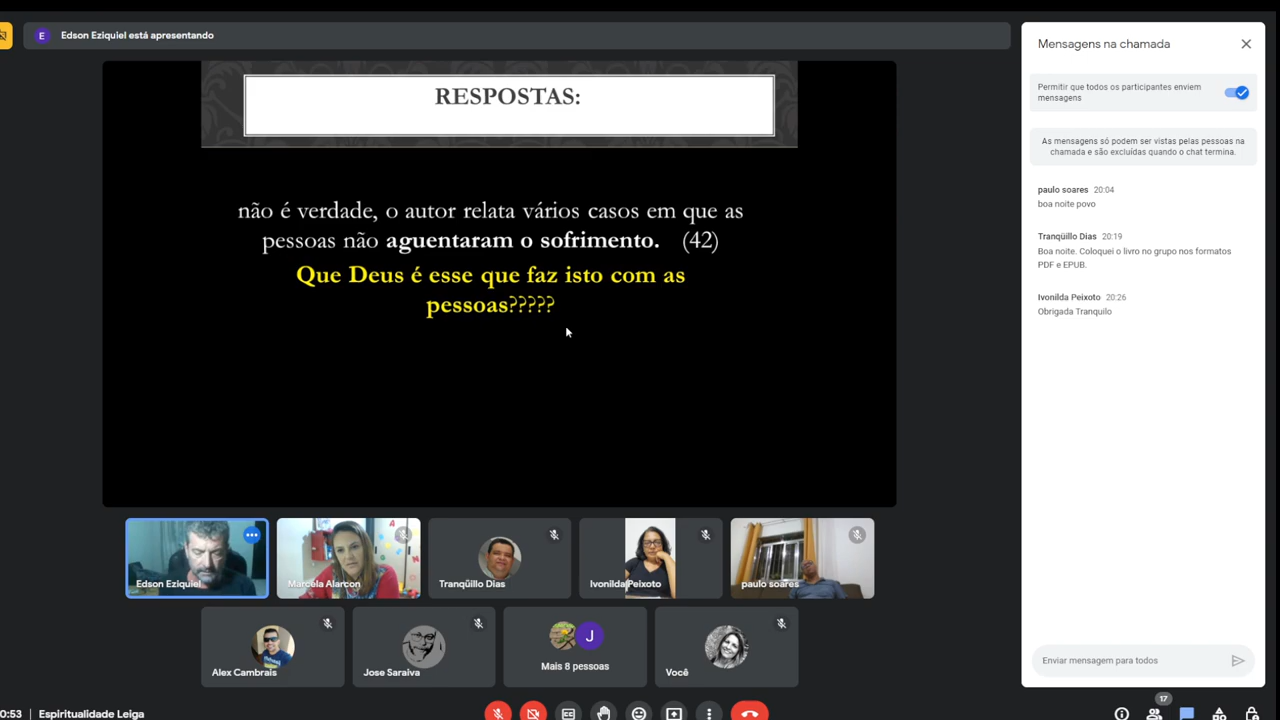 Edson Eziquiel está apresentando
E
RESPOSTAS:
não é verdade, o autor relata vários casos em que as
pessoas não aguentaram o sofrimento. (42)
Que Deus é esse que faz isto com as
pessoas?????
Edson Eziquiel
Marcela Alarcon
Tranqüillo Dias
Ivonilda Peixoto
paulo soares
Alex Cambrais
Jose Saraiva
J
Mais 8 pessoas
Você
0:53 | Espiritualidade Leiga
Mensagens na chamada
Permitir que todos os participantes enviem
mensagens
As mensagens só podem ser vistas pelas pessoas na
chamada e são excluídas quando o chat termina.
paulo soares 20:04
boa noite povo
Tranqüillo Dias 20:19
Boa noite. Coloquei o livro no grupo nos formatos
PDF e EPUB.
Ivonilda Peixoto 20:26
Obrigada Tranquilo
Enviar mensagem para todos
17